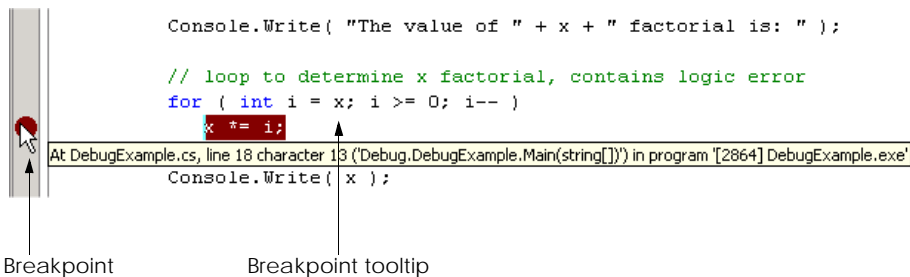 Console.Write( "The value of " + x + " factorial is: " );
// loop to determine x factorial, contains logic error
for ( int i = x; i >= 0; i-- )
x *= i;
At DebugExample.cs, line 18 character 13 ('Debug.DebugExample.Main(string[])') in program '[2864] DebugExample.exe'
Console.Write( x );
Breakpoint
Breakpoint tooltip